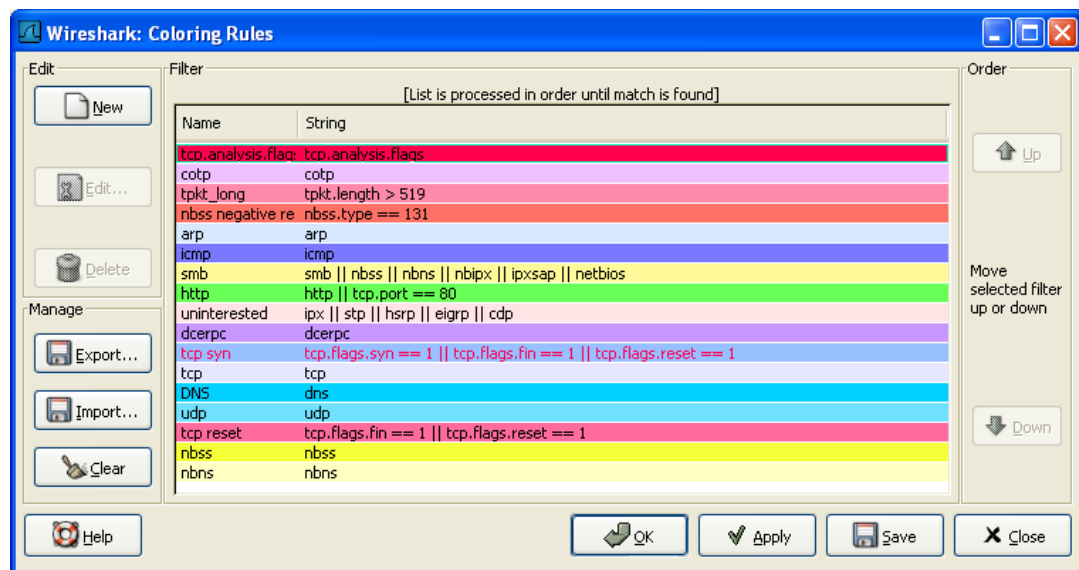 Wireshark: Coloring Rules
Edit
Filter
Order
[List is processed in order until match is found]
New
Name String
tcp.analysis.flag: tcp.analysis.flags
Up
cotp cotp
Edit...
tpkt_long tpkt.length > 519
nbss negative re nbss.type == 131
arp arp
icmp icmp
Delete
smb smb || nbss || nbns || nbipx || ipxsap || netbios
Move
selected filter
up or down
http http || tcp.port == 80
Manage
uninterested ipx || stp || hsrp || eigrp || cdp
dcerpc dcerpc
Export...
tcp syn tcp.flags.syn == 1 || tcp.flags.fin == 1 || tcp.flags.reset == 1
tcp tcp
DNS dns
Import...
udp udp
tcp reset tcp.flags.fin == 1 || tcp.flags.reset == 1
Down
nbss nbss
Clear
nbns nbns
Help
OK
Apply
Save
Close